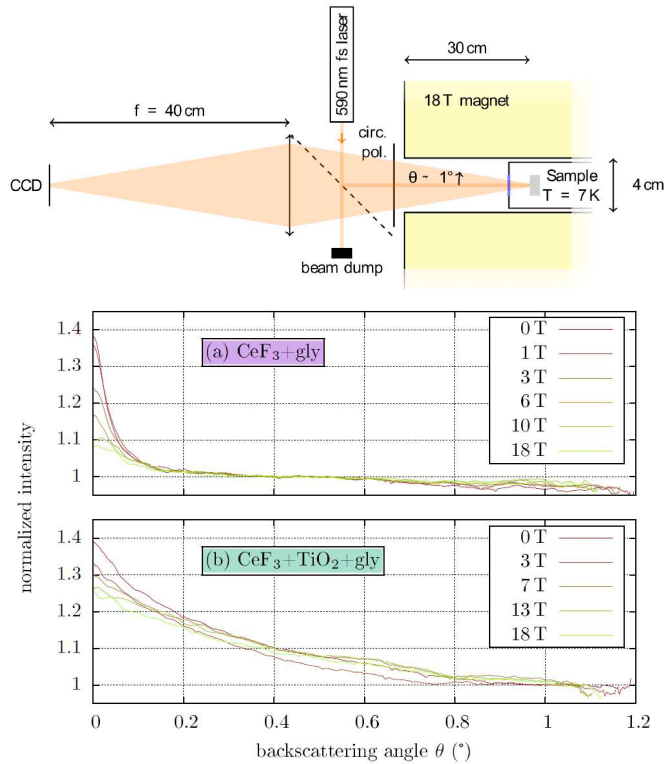 590 nm fs laser
30 cm
18 T magnet
f = 40 cm
circ.
pol.
CCD
θ ~ 1°
Sample
T = 7 K
4 cm
beam dump
normalized intensity
1.4
1.3
1.2
1.1
1
(a) CeF₃+gly
0 T
1 T
3 T
6 T
10 T
18 T
1.4
1.3
1.2
1.1
1
(b) CeF₃+TiO₂+gly
0 T
3 T
7 T
13 T
18 T
0 0.2 0.4 0.6 0.8 1 1.2
backscattering angle θ (°)